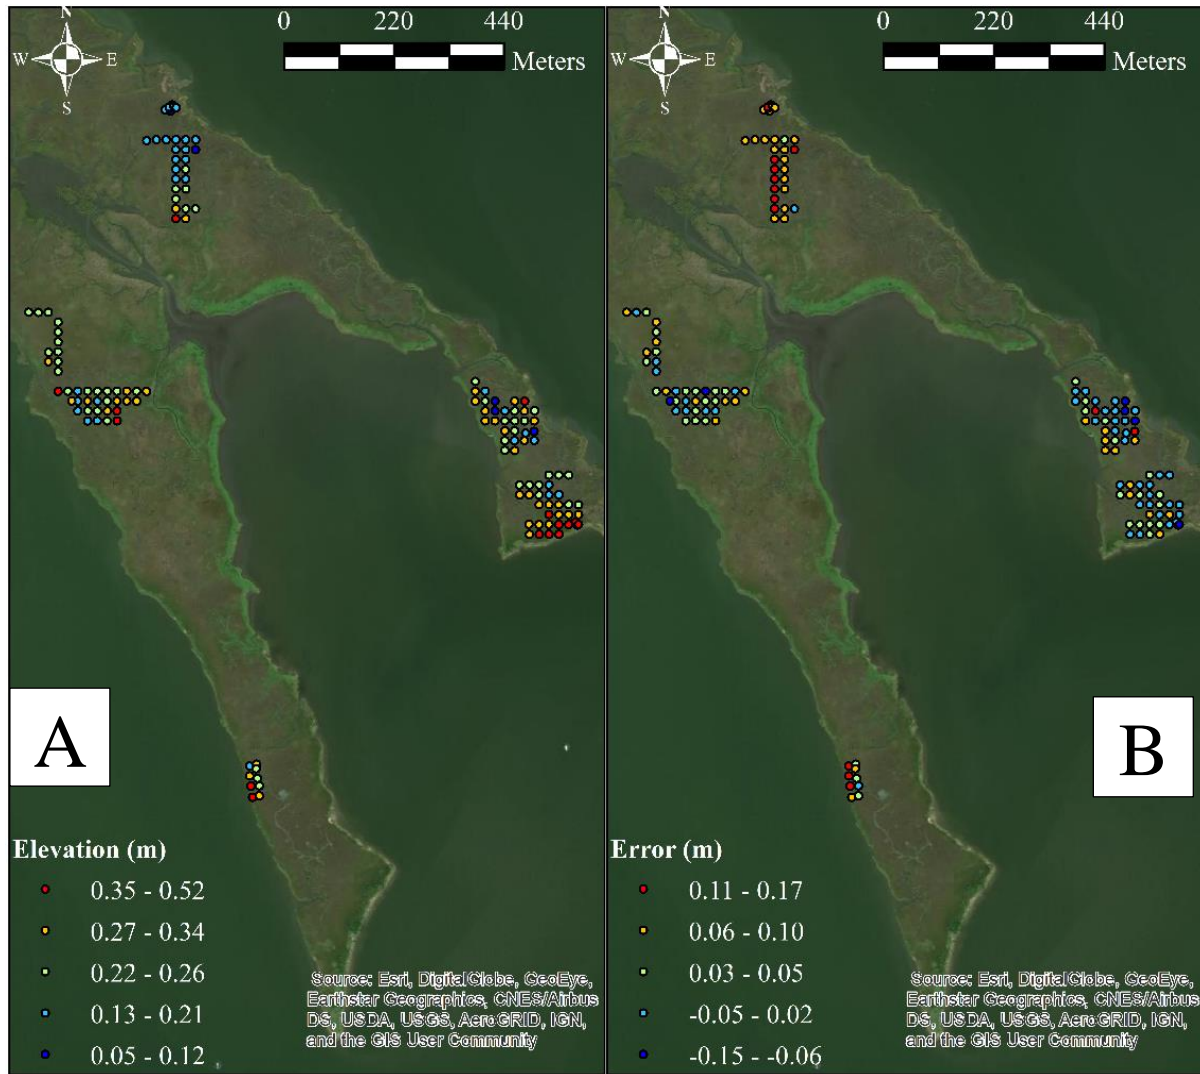 N
W E
S
0 220 440
Meters
A
Elevation (m)
0.35 - 0.52
0.27 - 0.34
0.22 - 0.26
0.13 - 0.21
0.05 - 0.12
Source: Esri, DigitalGlobe, GeoEye,
Earthstar Geographics, CNES/Airbus
DS, USDA, USGS, AeroGRID, IGN,
and the GIS User Community
N
W E
S
0 220 440
Meters
B
Error (m)
0.11 - 0.17
0.06 - 0.10
0.03 - 0.05
-0.05 - 0.02
-0.15 - -0.06
Source: Esri, DigitalGlobe, GeoEye,
Earthstar Geographics, CNES/Airbus
DS, USDA, USGS, AeroGRID, IGN,
and the GIS User Community